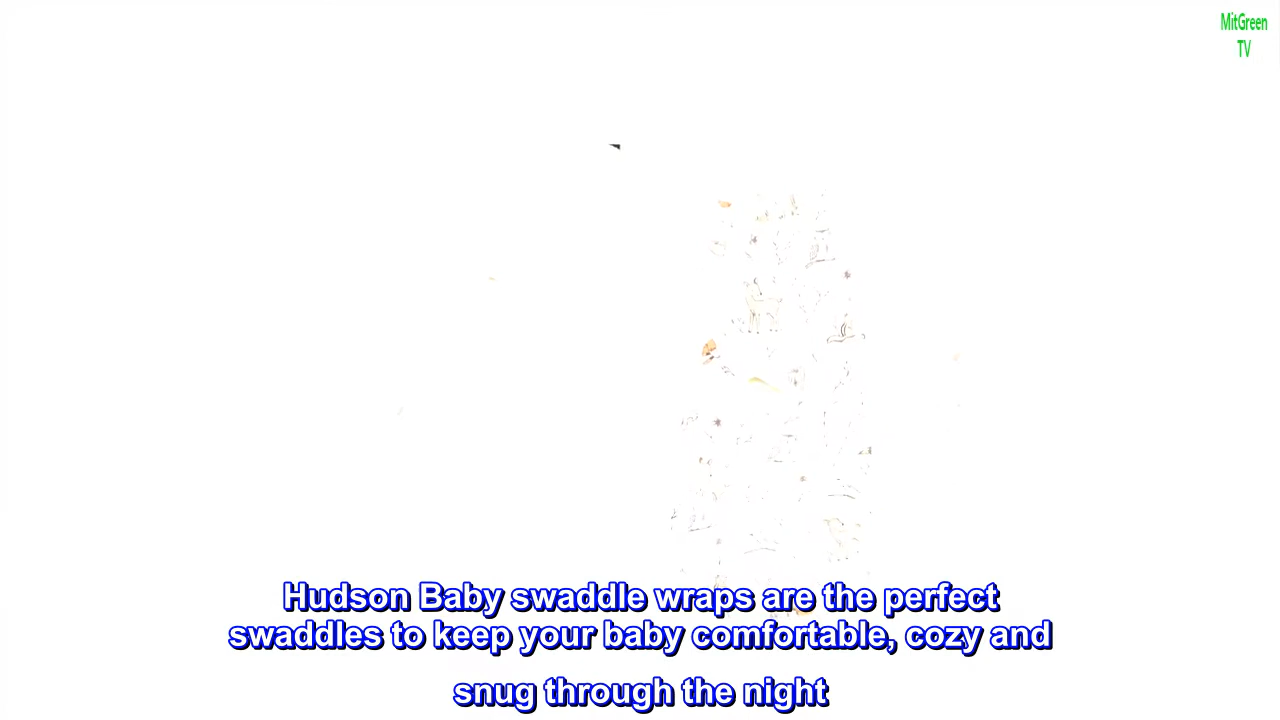 MitGreen
TV
Hudson Baby swaddle wraps are the perfect
swaddles to keep your baby comfortable, cozy and
snug through the night